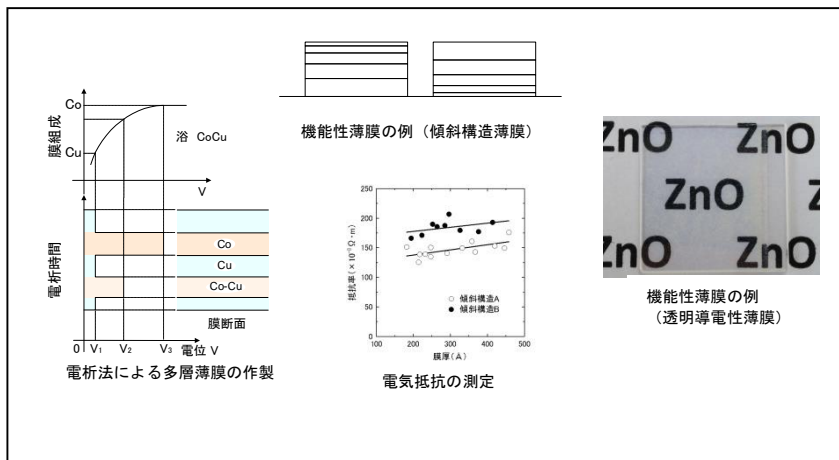 Co
Cu
膜組成
浴 CoCu
V
電析時間
Co
Cu
Co-Cu
膜断面
0 V₁ V₂ V₃ 電位 V
電析法による多層薄膜の作製
機能性薄膜の例（傾斜構造薄膜）
250
200
150
100
50
0
抵抗率(× 10⁻⁸Ω・m)
傾斜構造A
傾斜構造B
100 200 300 400 500
膜厚(Å)
電気抵抗の測定
ZnO ZnO
ZnO Z
ZnO ZnO
機能性薄膜の例
（透明導電性薄膜）